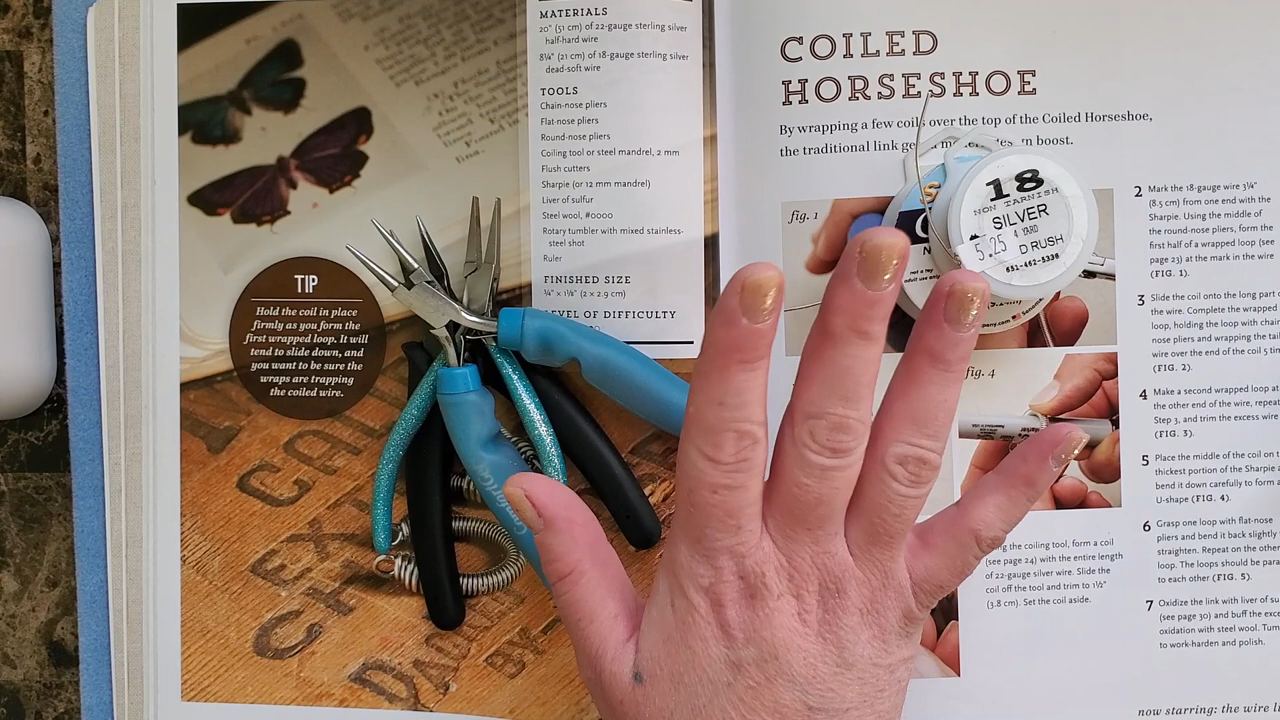 MATERIALS
20" (51 cm) of 22-gauge sterling silver
half-hard wire
8¼" (21 cm) of 18-gauge sterling silver
dead-soft wire
TOOLS
Chain-nose pliers
Flat-nose pliers
Round-nose pliers
Coiling tool or steel mandrel, 2 mm
Flush cutters
Sharpie (or 12 mm mandrel)
Liver of sulfur
Steel wool, #0000
Rotary tumbler with mixed stainless-
steel shot
Ruler
FINISHED SIZE
¾" x 1⅛" (2 x 2.9 cm)
LEVEL OF DIFFICULTY
TIP
Hold the coil in place
firmly as you form the
first wrapped loop. It will
tend to slide down, and
you want to be sure the
wraps are trapping
the coiled wire.
COILED
HORSESHOE
By wrapping a few coils over the top of the Coiled Horseshoe,
the traditional link boost.
fig. 1
18
NON TARNISH
SILVER
5.25 4 YARD
D RUSH
651-462-5338
fig. 4
2 Mark the 18-gauge wire 3¼"
(8.5 cm) from one end with the
Sharpie. Using the middle of
the round-nose pliers, form the
first half of a wrapped loop (see
page 23) at the mark in the wire
(FIG. 1).
3 Slide the coil onto the long part
the wire. Complete the wrapped
loop, holding the loop with chain
nose pliers and wrapping the tail
wire over the end of the coil 5
(FIG. 2).
4 Make a second wrapped loop at
the other end of the wire, repeat
Step 3, and trim the excess wire
(FIG. 3).
5 Place the middle of the coil on
thickest portion of the Sharpie
bend it down carefully to form
U-shape (FIG. 4).
6 Grasp one loop with flat-nose
pliers and bend it back slightly
straighten. Repeat on the other
loop. The loops should be
to each other (FIG. 5).
7 Oxidize the link with liver of
(see page 30) and buff the
oxidation with steel wool.
to work-harden and polish.
the coiling tool, form a coil
(see page 24) with the entire length
of 22-gauge silver wire. Slide the
coil off the tool and trim to 1½"
(3.8 cm). Set the coil aside.
now starring: the wire